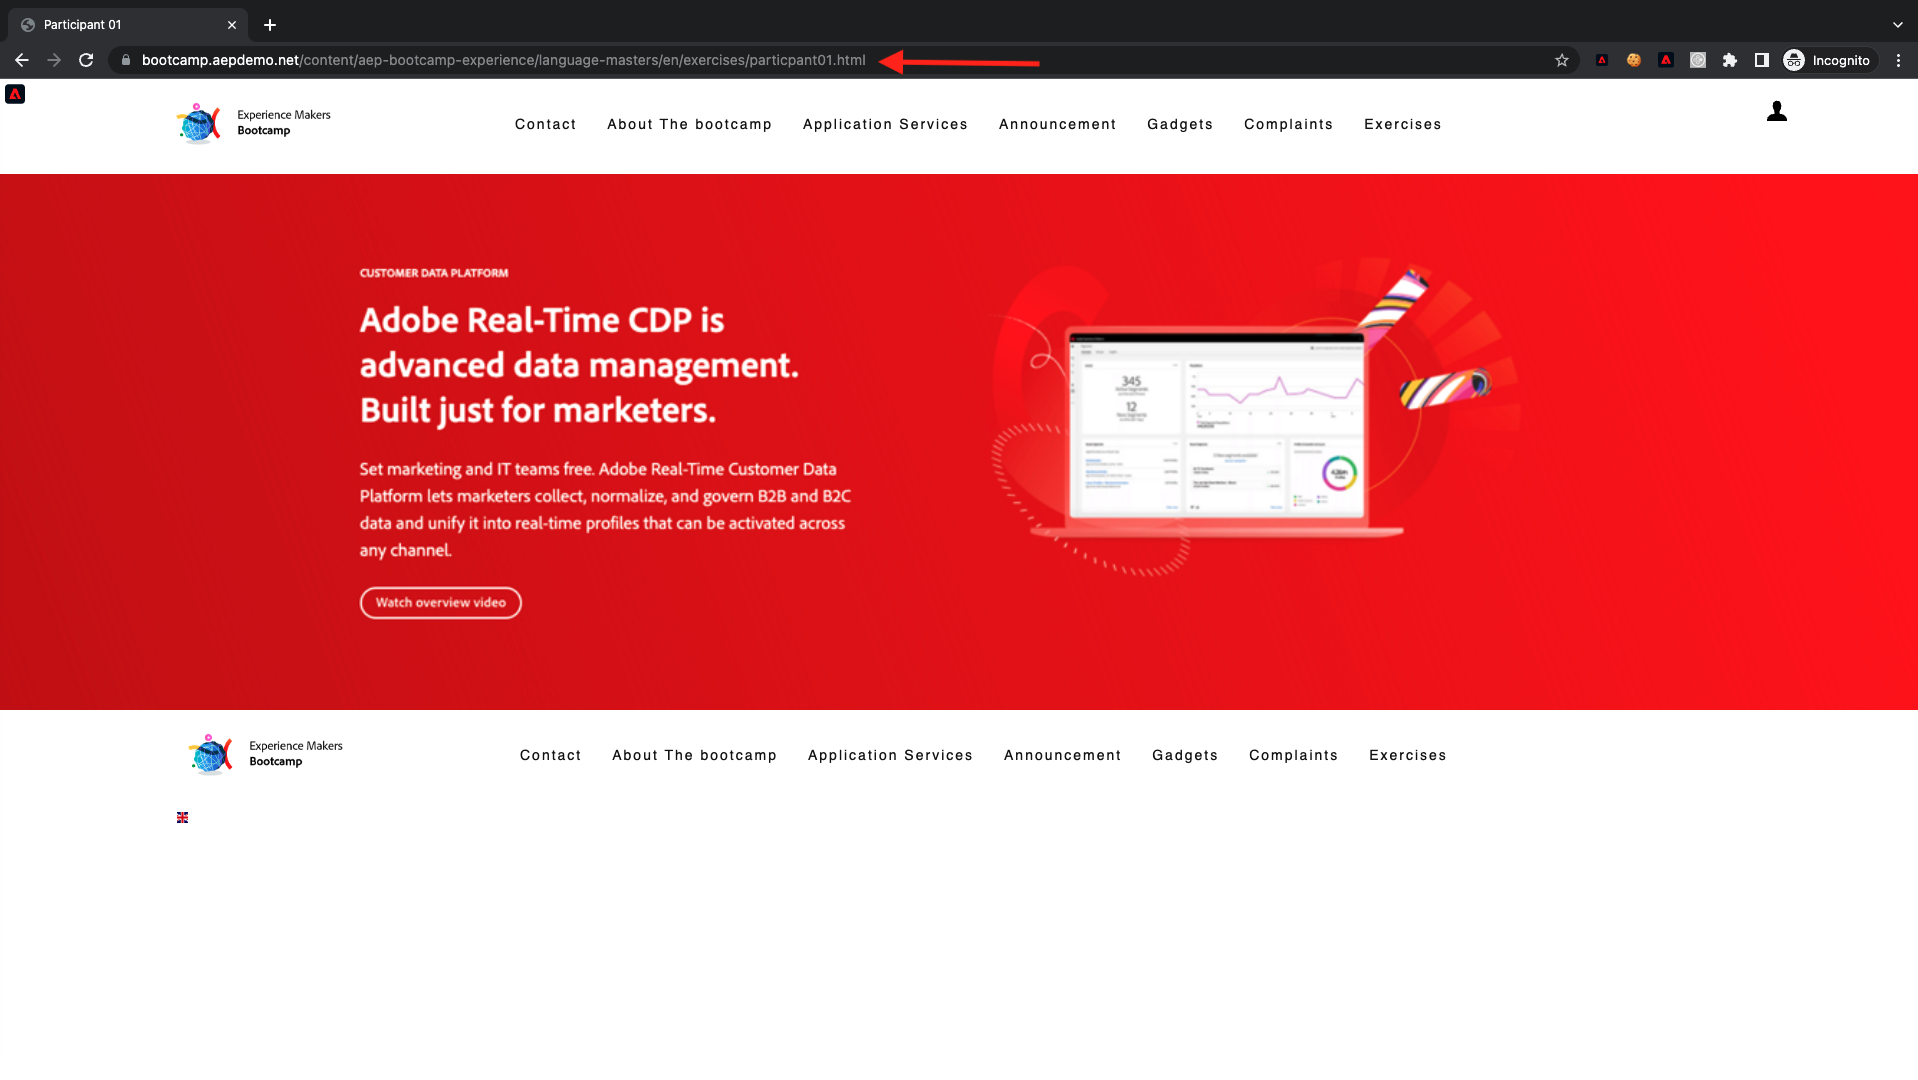 Participant 01
bootcamp.aepdemo.net/content/aep-bootcamp-experience/language-masters/en/exercises/particpant01.html
Incognito
Experience Makers
Bootcamp
Contact
About The bootcamp
Application Services
Announcement
Gadgets
Complaints
Exercises
CUSTOMER DATA PLATFORM
Adobe Real-Time CDP is
advanced data management.
Built just for marketers.
Set marketing and IT teams free. Adobe Real-Time Customer Data
Platform lets marketers collect, normalize, and govern B2B and B2C
data and unify it into real-time profiles that can be activated across
any channel.
Watch overview video
345
12
Experience Makers
Bootcamp
Contact
About The bootcamp
Application Services
Announcement
Gadgets
Complaints
Exercises